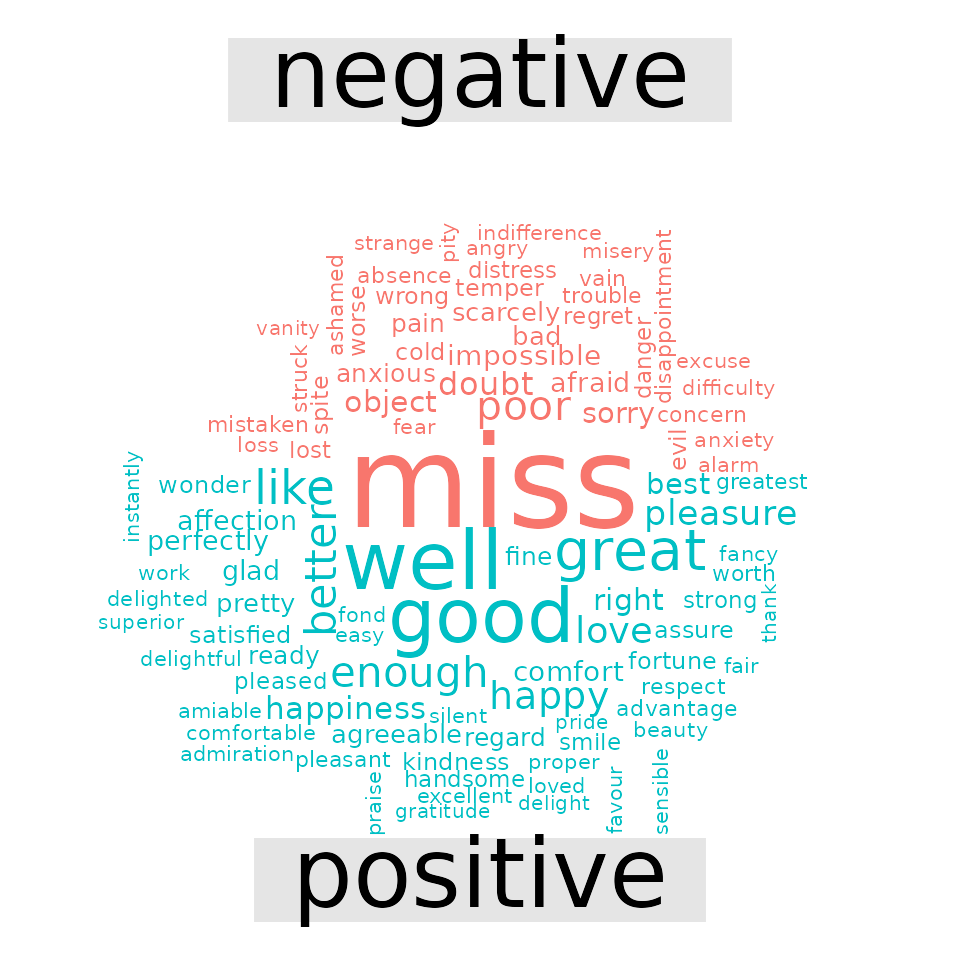 negative
indifference
pity
strange
angry
misery
disappointment
absence
distress
vain
ashamed
worse
wrong
temper
trouble
scarcely
regret
vanity
pain
bad
danger
cold
impossible
excuse
struck
spite
anxious
doubt
afraid
difficulty
object
poor
sorry
concern
mistaken
fear
loss
lost
evil
anxiety
alarm
miss
instantly
wonder
like
best
greatest
affection
better
pleasure
perfectly
well
fine
great
fancy
work
glad
worth
delighted
pretty
good
right
strong
thank
superior
satisfied
fond
easy
love
assure
delightful
ready
enough
comfort
fortune
fair
pleased
happy
respect
amiable
happiness
silent
pride
advantage
comfortable
agreeable
regard
smile
beauty
admiration
pleasant
kindness
proper
handsome
loved
praise
excellent
delight
favour
sensible
gratitude
positive